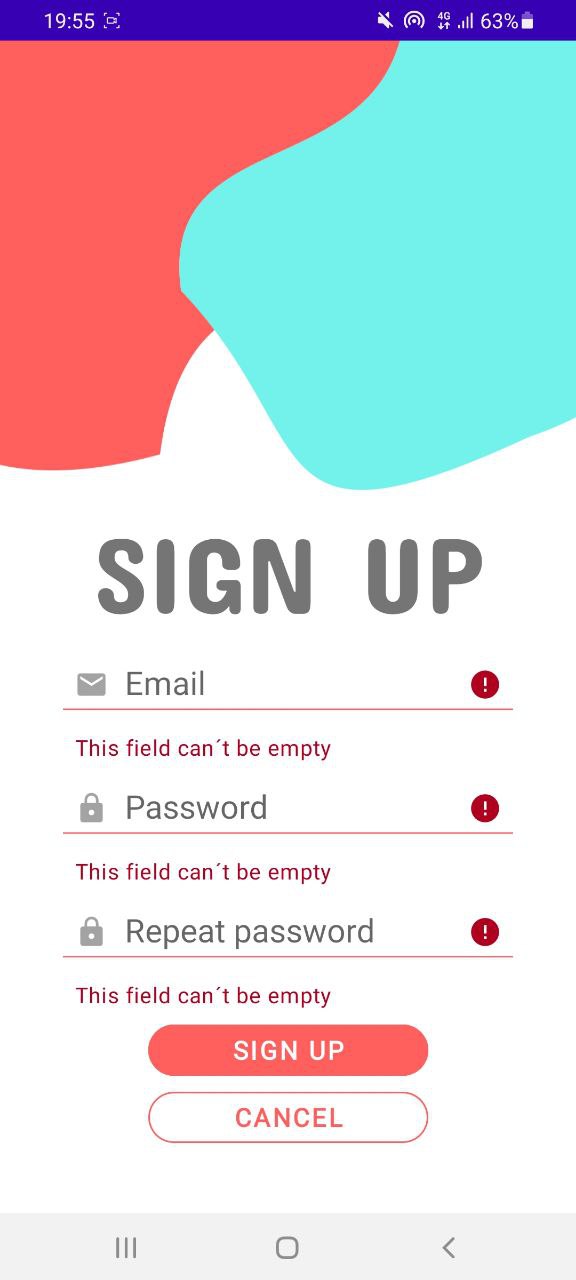 19:55 4G 63%
SIGN UP
Email
This field can´t be empty
Password
This field can´t be empty
Repeat password
This field can´t be empty
SIGN UP
CANCEL